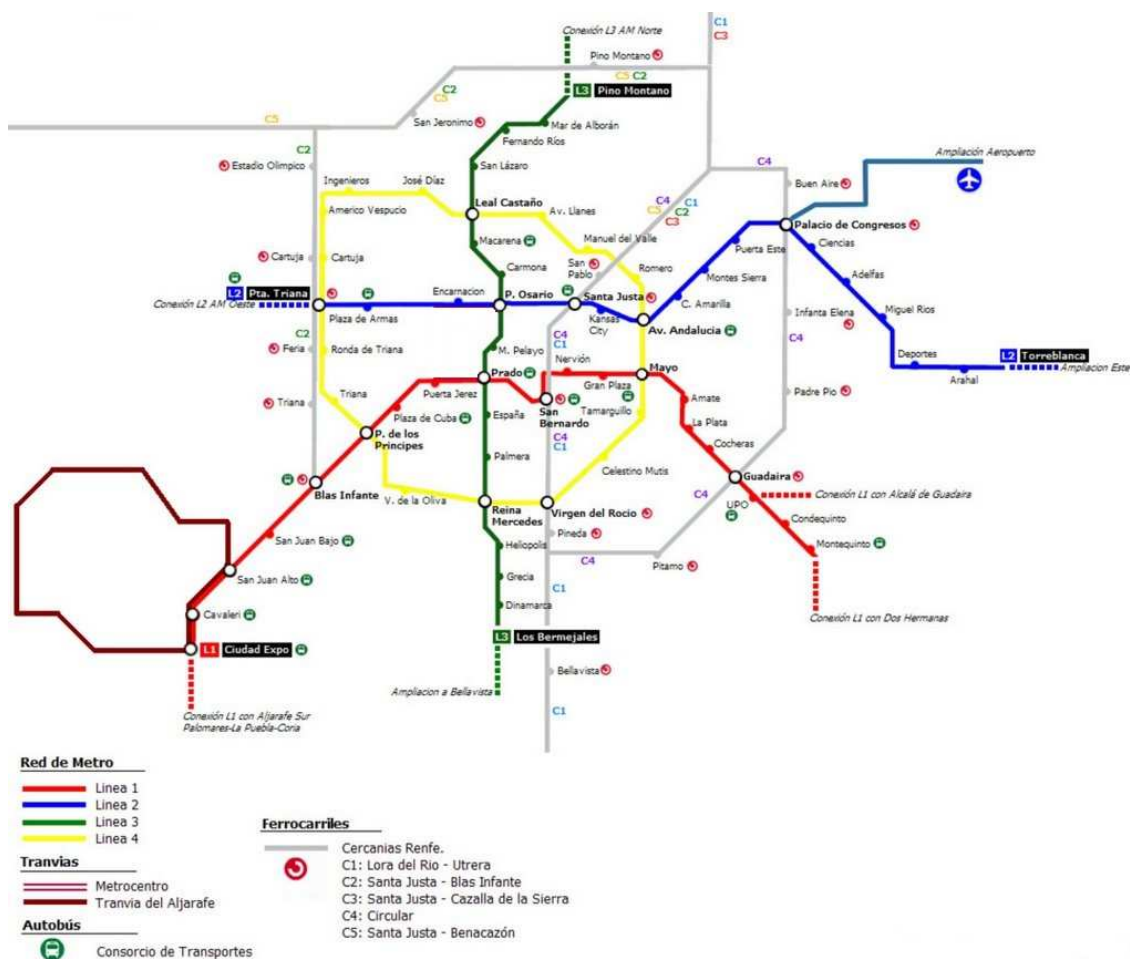 C1
C3
Conexión L3 AM Norte
Pino Montano
C5 C2
L3 Pino Montano
C2
C5
San Jeronimo
Mar de Alborán
Fernando Ríos
C5
C2
Estadio Olimpico
San Lázaro
C4
Ampliación Aeropuerto
Ingenieros
José Díaz
Buen Aire
Leal Castaño
Av. Llanes
C4
C1
C5
C2
C3
Americo Vespucio
Palacio de Congresos
Macarena
Manuel del Valle
Puerta Este
Ciencias
Cartuja
Cartuja
San
Pablo
Romero
Carmona
Montes Sierra
Adelfas
L2 Pta. Triana
Conexión L2 AM Oeste
Encarnacion
P. Osario
Santa Justa
C. Amarilla
Plaza de Armas
Kansas
City
Av. Andalucia
Infanta Elena
Miguel Rios
C2
C4
C1
C4
Feria
Ronda de Triana
M. Pelayo
Nervión
Deportes
L2 Torreblanca
Prado
Mayo
Arahal
Ampliacion Este
Puerta Jerez
Gran Plaza
Triana
Triana
Plaza de Cuba
España
San
Bernardo
Tamarguillo
Amate
Padre Pio
La Plata
P. de los
Principes
C4
C1
Cocheras
Palmera
Celestino Mutis
Guadaira
Blas Infante
V. de la Oliva
C4
Conexión L1 con Alcalá de Guadaira
Reina
Mercedes
Virgen del Rocio
UPO
Condequinto
San Juan Bajo
Pineda
Heliopolis
Montequinto
C4
Pitamo
San Juan Alto
Grecia
C1
Cavaleri
Dinamarca
Conexión L1 con Dos Hermanas
L3 Los Bermejales
L1 Ciudad Expo
Bellavista
Ampliacion a Bellavista
C1
Conexión L1 con Aljarafe Sur
Palomares-La Puebla-Coria
Red de Metro
Linea 1
Linea 2
Linea 3
Linea 4
Tranvias
Metrocentro
Tranvia del Aljarafe
Autobús
Consorcio de Transportes
Ferrocarriles
Cercanias Renfe.
C1: Lora del Rio - Utrera
C2: Santa Justa - Blas Infante
C3: Santa Justa - Cazalla de la Sierra
C4: Circular
C5: Santa Justa - Benacazón